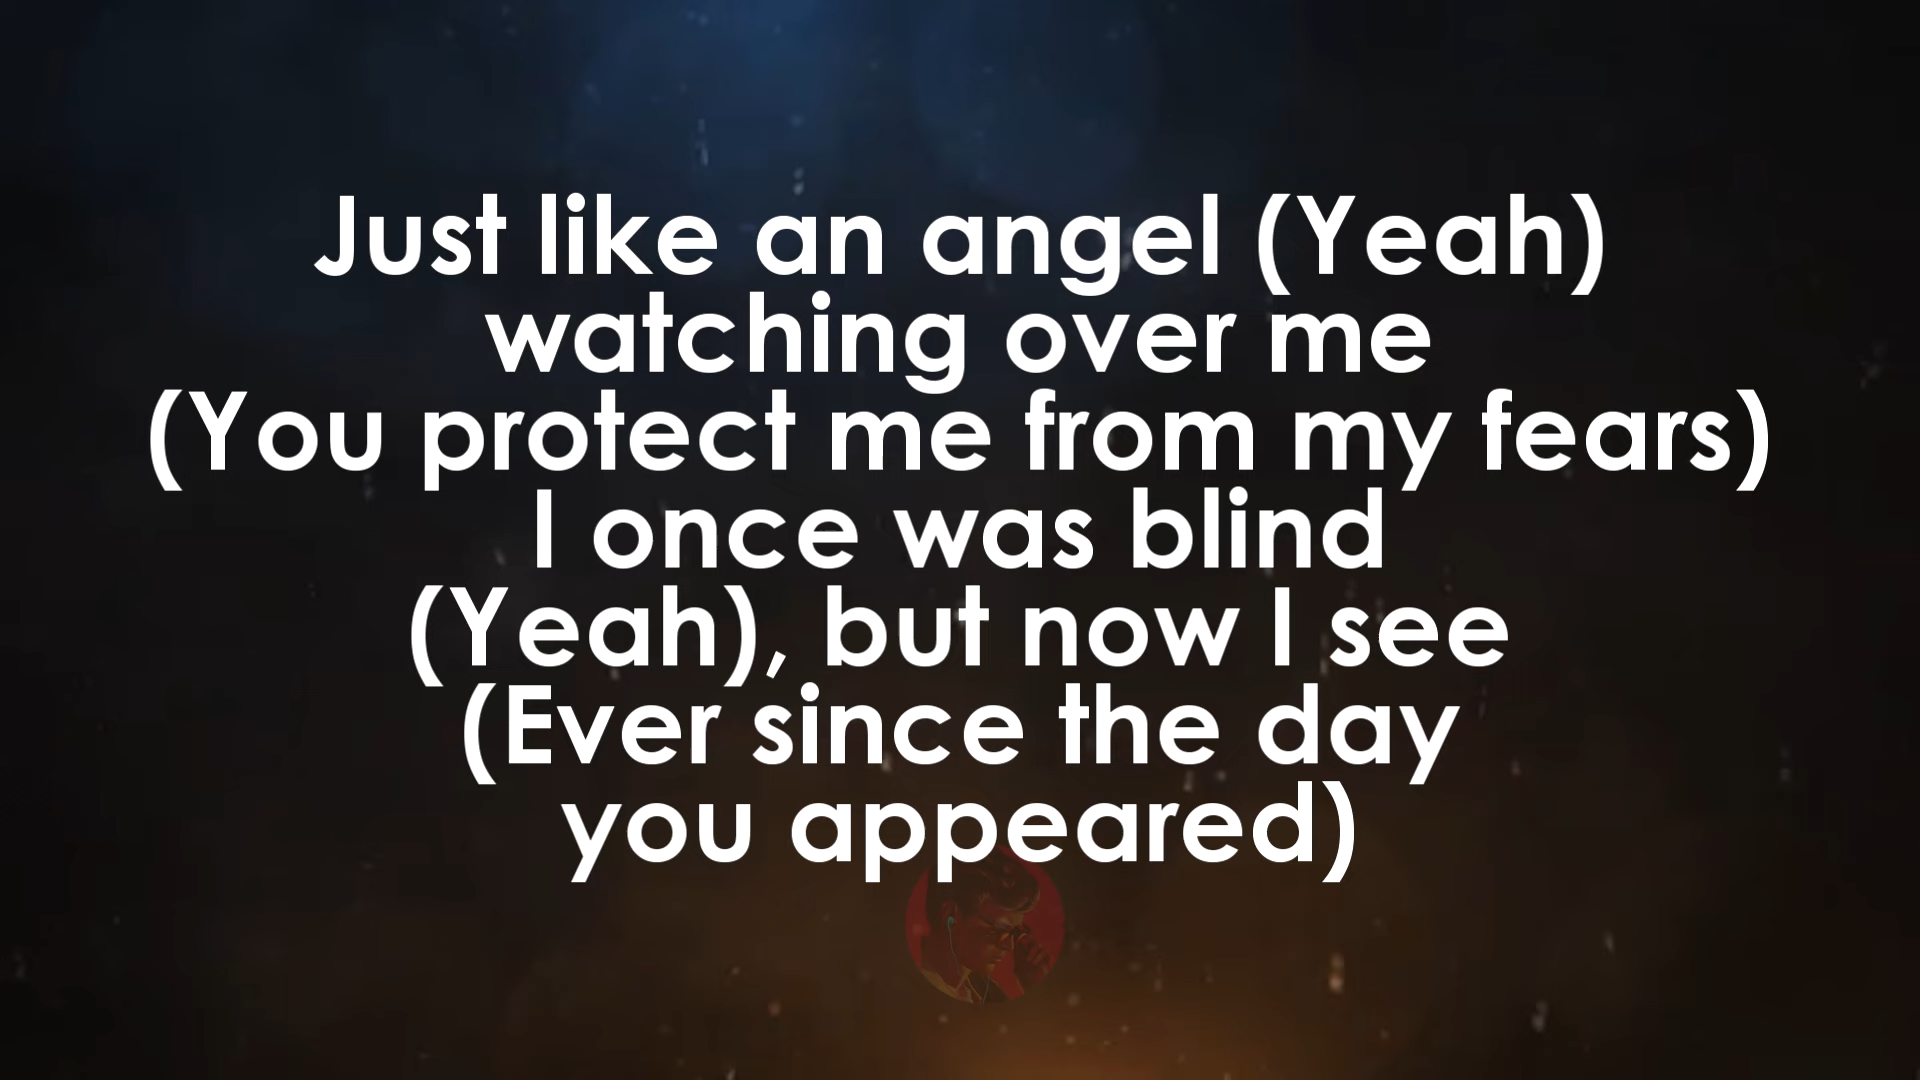 Just like an angel (Yeah)
watching over me
(You protect me from my fears)
I once was blind
(Yeah), but now I see
(Ever since the day
you appeared)